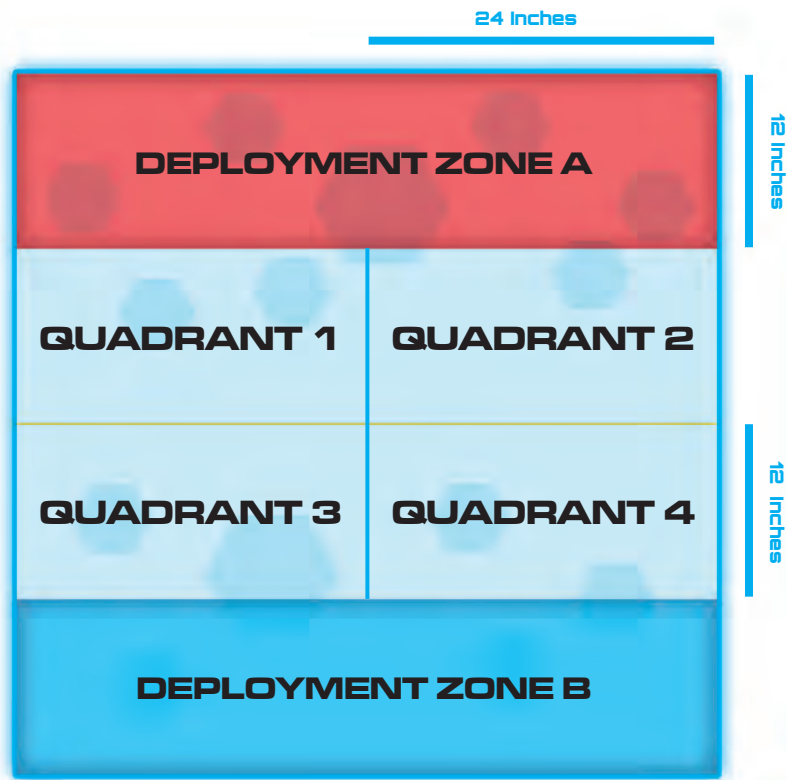 24 Inches
DEPLOYMENT ZONE A
12 Inches
QUADRANT 1
QUADRANT 2
QUADRANT 3
QUADRANT 4
12 Inches
DEPLOYMENT ZONE B